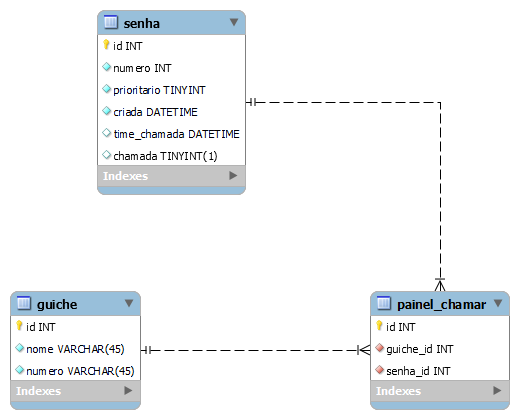 senha
id INT
numero INT
prioritario TINYINT
criada DATETIME
time_chamada DATETIME
chamada TINYINT(1)
Indexes
guiche
id INT
nome VARCHAR(45)
numero VARCHAR(45)
Indexes
painel_chamar
id INT
guiche_id INT
senha_id INT
Indexes